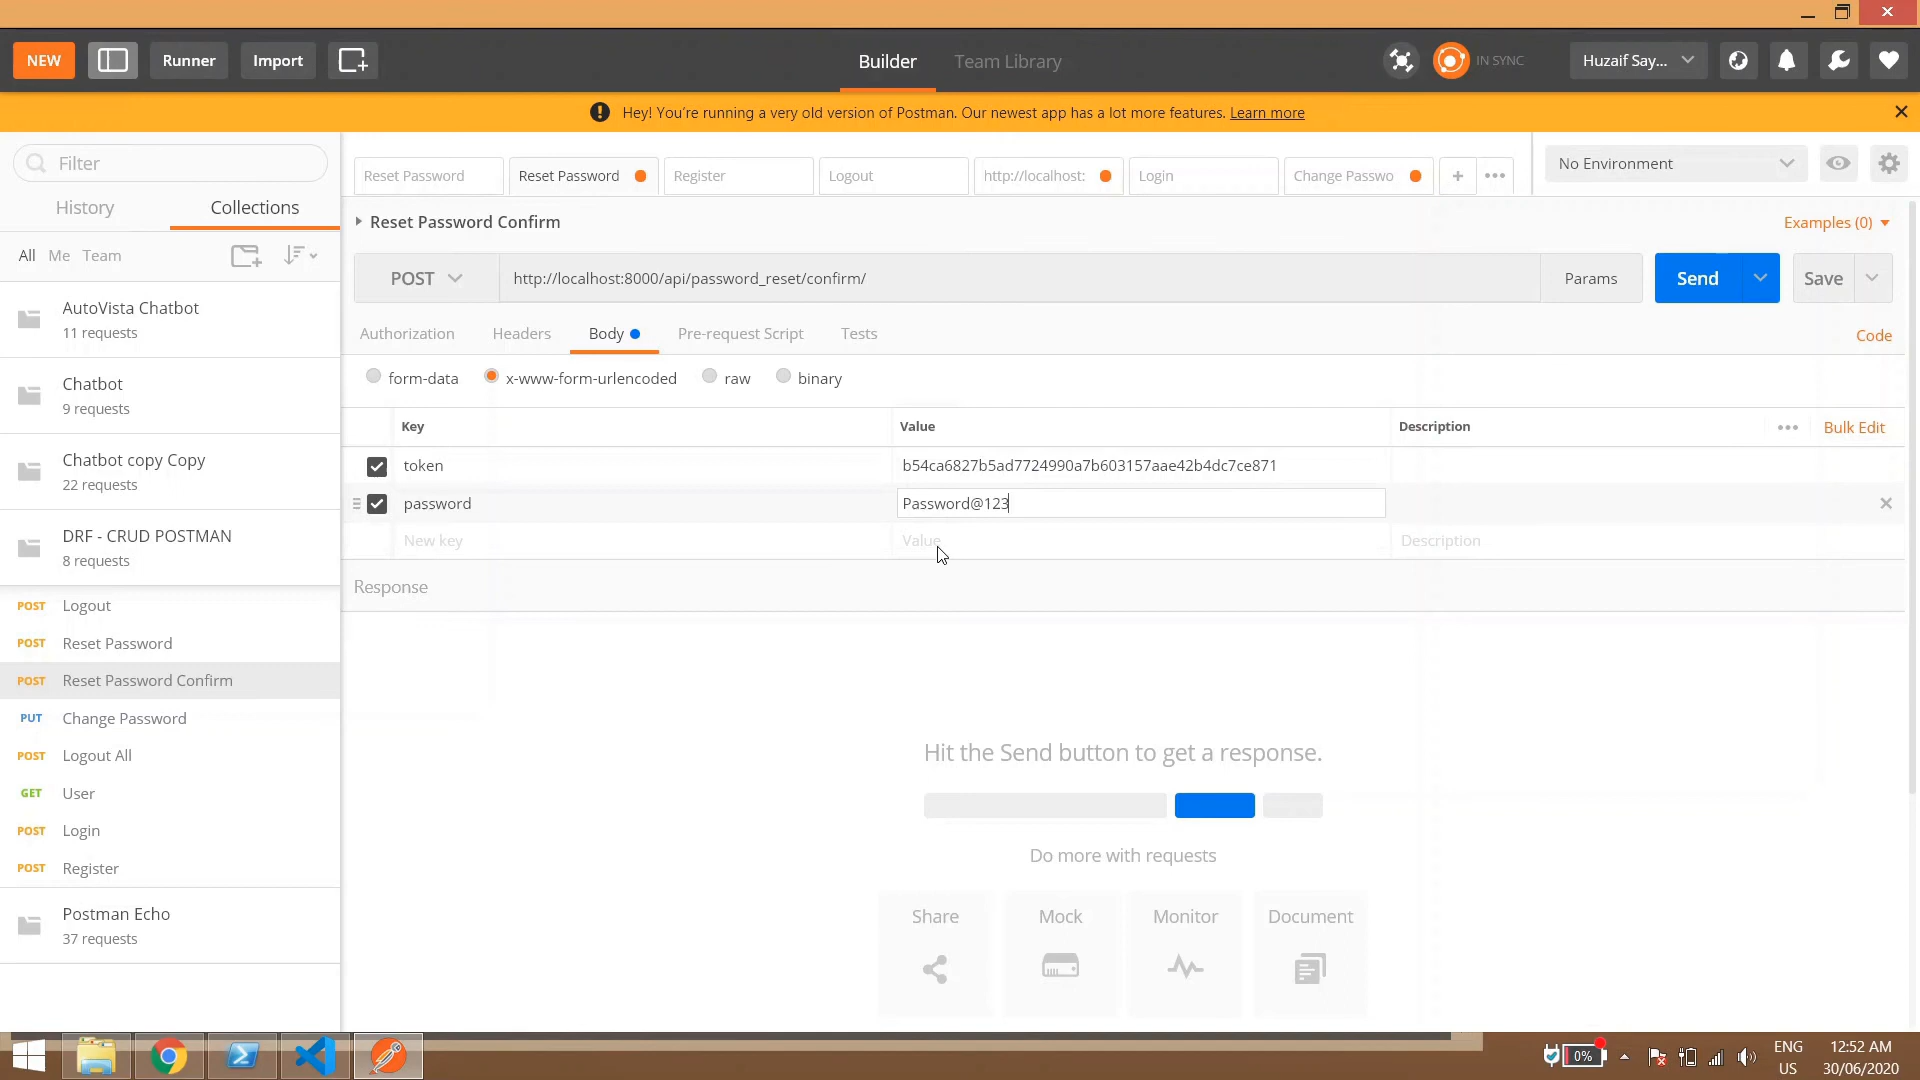 NEW
Runner
Import
Builder
Team Library
IN SYNC
Huzaif Say...
Hey! You're running a very old version of Postman. Our newest app has a lot more features. Learn more
Filter
History
Collections
All
Me
Team
AutoVista Chatbot
11 requests
Chatbot
9 requests
Chatbot copy Copy
22 requests
DRF - CRUD POSTMAN
8 requests
POST Logout
POST Reset Password
POST Reset Password Confirm
PUT Change Password
POST Logout All
GET User
POST Login
POST Register
Postman Echo
37 requests
Reset Password
Reset Password
Register
Logout
http://localhost:
Login
Change Passwo
No Environment
Reset Password Confirm
Examples (0)
POST
http://localhost:8000/api/password_reset/confirm/
Params
Send
Save
Authorization
Headers
Body
Pre-request Script
Tests
Code
form-data
x-www-form-urlencoded
raw
binary
Key
Value
Description
Bulk Edit
token
b54ca6827b5ad7724990a7b603157aae42b4dc7ce871
password
Password@123
New key
Value
Description
Response
Hit the Send button to get a response.
Do more with requests
Share
Mock
Monitor
Document
0%
ENG
US
12:52 AM
30/06/2020